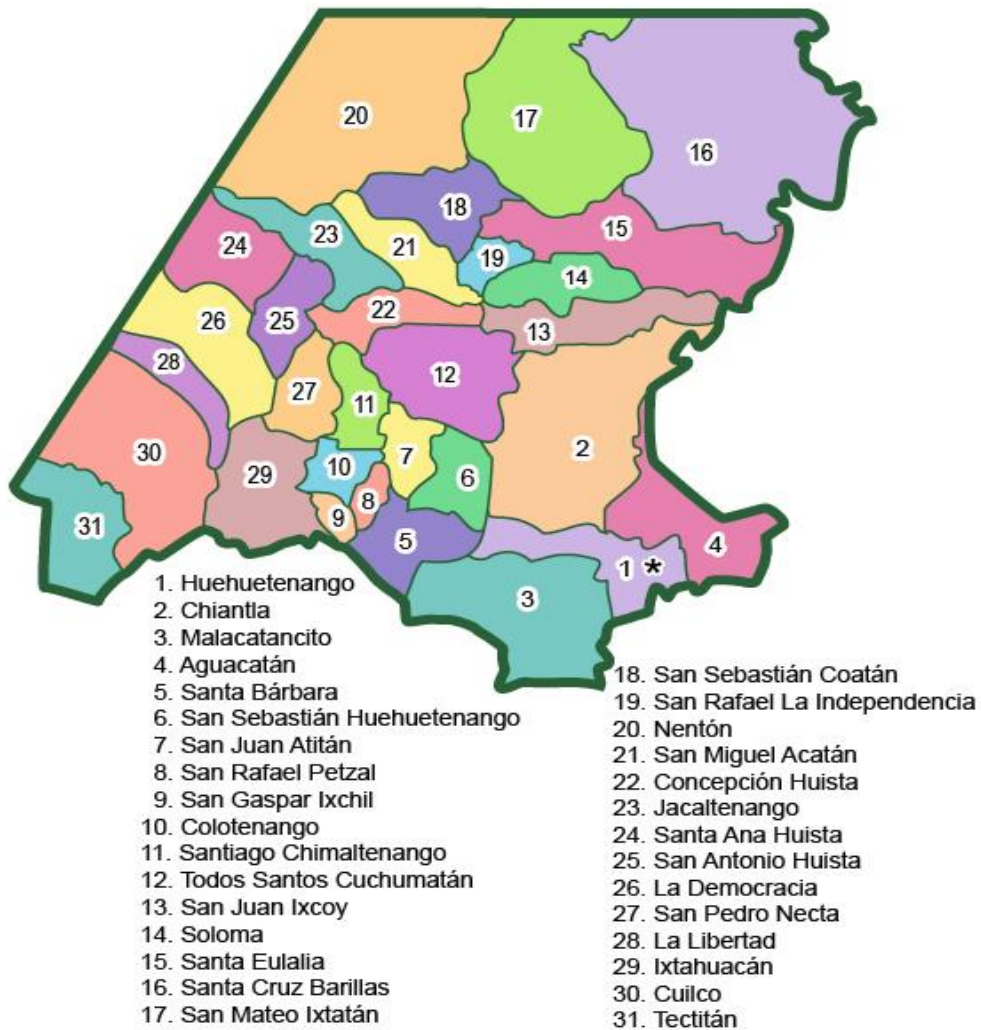 20
17
16
18
15
23
21
24
19
14
26
25
22
13
28
12
27
11
2
30
10
7
29
6
8
9
31
5
4
1 *
3
1. Huehuetenango
2. Chiantla
3. Malacatancito
4. Aguacatán
5. Santa Bárbara
6. San Sebastián Huehuetenango
7. San Juan Atitán
8. San Rafael Petzal
9. San Gaspar Ixchil
10. Colotenango
11. Santiago Chimaltenango
12. Todos Santos Cuchumatán
13. San Juan Ixcoy
14. Soloma
15. Santa Eulalia
16. Santa Cruz Barillas
17. San Mateo Ixtatán
18. San Sebastián Coatán
19. San Rafael La Independencia
20. Nentón
21. San Miguel Acatán
22. Concepción Huista
23. Jacaltenango
24. Santa Ana Huista
25. San Antonio Huista
26. La Democracia
27. San Pedro Necta
28. La Libertad
29. Ixtahuacán
30. Cuilco
31. Tectitán